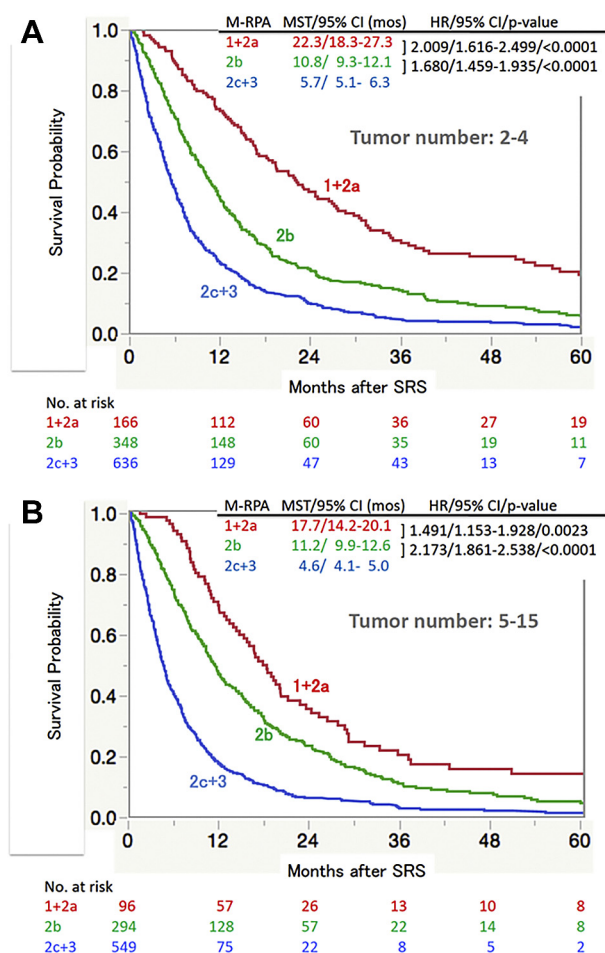 A
M-RPA MST/95% CI (mos) HR/95% CI/p-value
1+2a 22.3/18.3-27.3 ] 2.009/1.616-2.499/<0.0001
2b 10.8/ 9.3-12.1 ] 1.680/1.459-1.935/<0.0001
2c+3 5.7/ 5.1- 6.3
Tumor number: 2-4
Survival Probability
1.0
0.8
0.6
0.4
0.2
0.0
1+2a
2b
2c+3
0 12 24 36 48 60
Months after SRS
No. at risk
1+2a 166 112 60 36 27 19
2b 348 148 60 35 19 11
2c+3 636 129 47 43 13 7
B
M-RPA MST/95% CI (mos) HR/95% CI/p-value
1+2a 17.7/14.2-20.1 ] 1.491/1.153-1.928/0.0023
2b 11.2/ 9.9-12.6 ] 2.173/1.861-2.538/<0.0001
2c+3 4.6/ 4.1- 5.0
Tumor number: 5-15
Survival Probability
1.0
0.8
0.6
0.4
0.2
0.0
1+2a
2b
2c+3
0 12 24 36 48 60
Months after SRS
No. at risk
1+2a 96 57 26 13 10 8
2b 294 128 57 22 14 8
2c+3 549 75 22 8 5 2